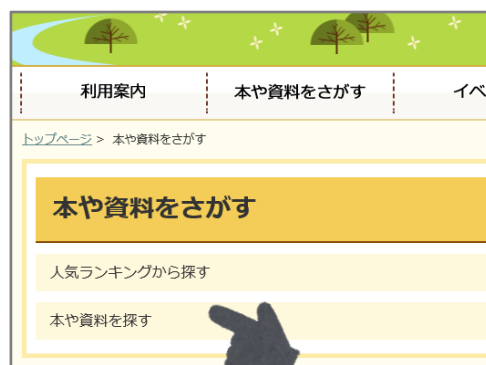 利用案内 本や資料をさがす イベ
トップページ > 本や資料をさがす
本や資料をさがす
人気ランキングから探す
本や資料を探す